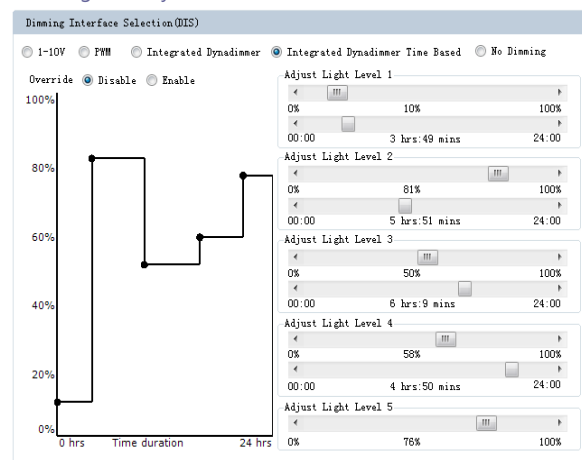 Dimming Interface Selection(DIS)
1-10V PWM Integrated Dynadimmer Integrated Dynadimmer Time Based No Dimming
Override Disable Enable
100%
80%
60%
40%
20%
0%
0 hrs Time duration 24 hrs
Adjust Light Level 1
0% 10% 100%
00:00 3 hrs:49 mins 24:00
Adjust Light Level 2
0% 81% 100%
00:00 5 hrs:51 mins 24:00
Adjust Light Level 3
0% 50% 100%
00:00 6 hrs:9 mins 24:00
Adjust Light Level 4
0% 58% 100%
00:00 4 hrs:50 mins 24:00
Adjust Light Level 5
0% 76% 100%